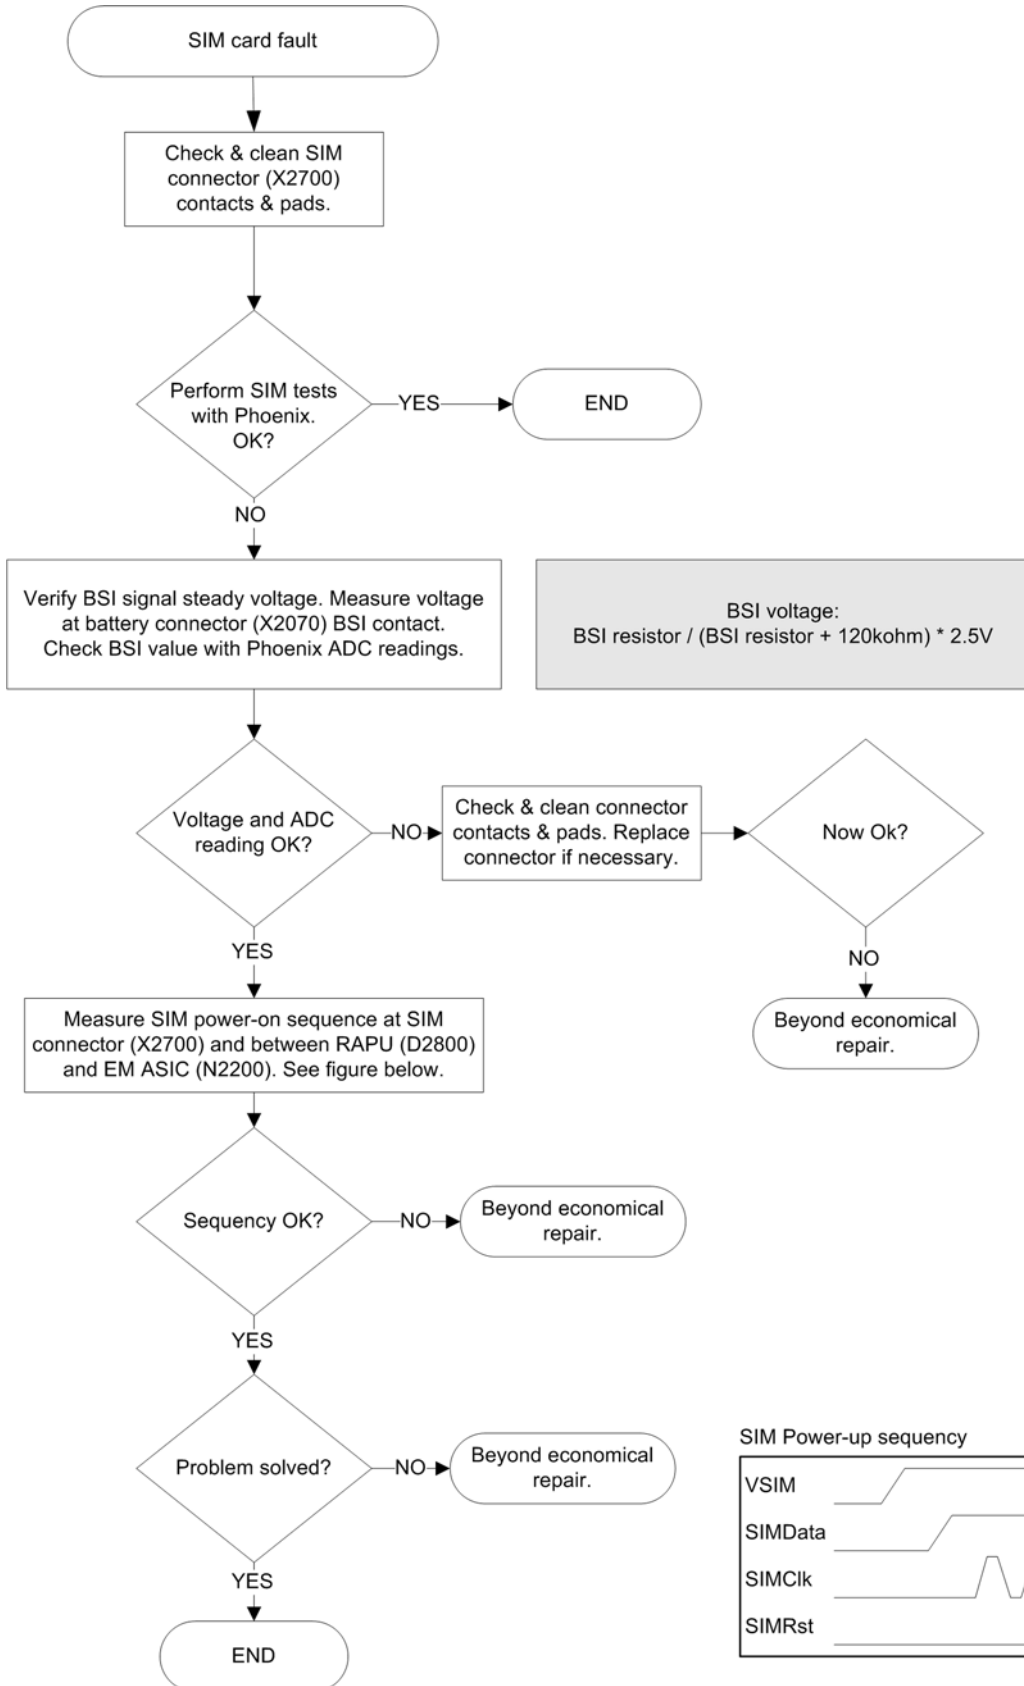 SIM card fault
Check & clean SIM
connector (X2700)
contacts & pads.
Perform SIM tests
with Phoenix.
OK?
YES
END
NO
Verify BSI signal steady voltage. Measure voltage
at battery connector (X2070) BSI contact.
Check BSI value with Phoenix ADC readings.
BSI voltage:
BSI resistor / (BSI resistor + 120kohm) * 2.5V
Voltage and ADC
reading OK?
NO
Check & clean connector
contacts & pads. Replace
connector if necessary.
Now Ok?
YES
NO
Beyond economical
repair.
Measure SIM power-on sequence at SIM
connector (X2700) and between RAPU (D2800)
and EM ASIC (N2200). See figure below.
Sequency OK?
NO
Beyond economical
repair.
YES
Problem solved?
NO
Beyond economical
repair.
YES
END
SIM Power-up sequency
VSIM
SIMData
SIMClk
SIMRst